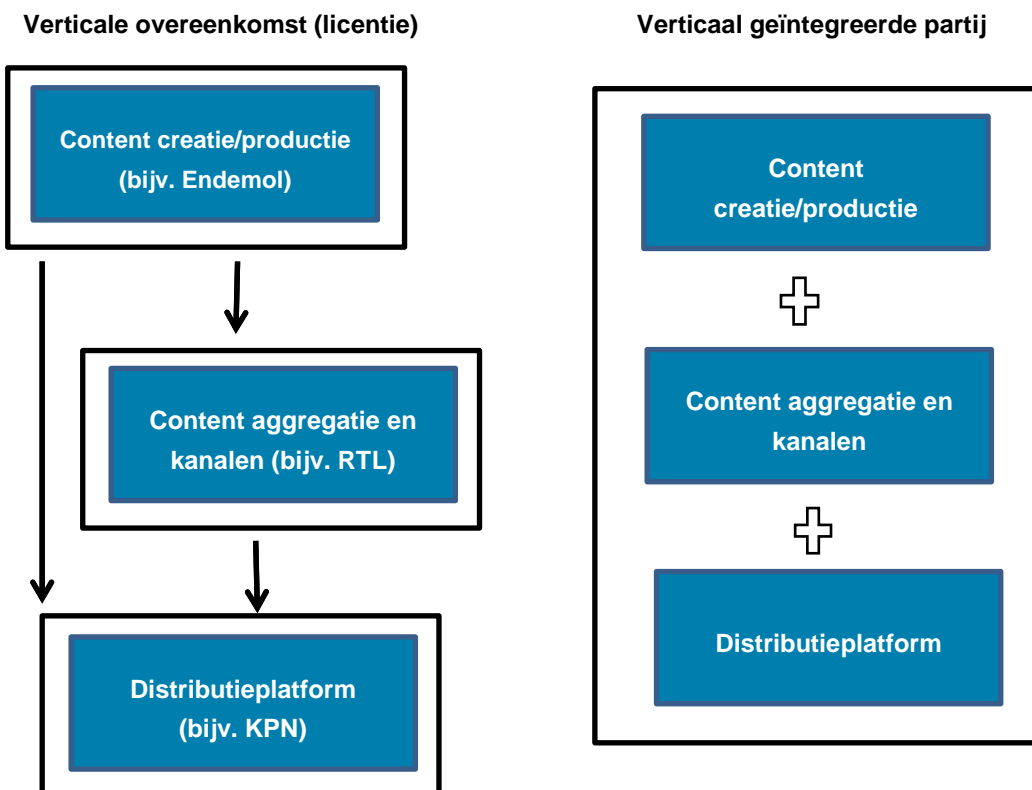 Verticale overeenkomst (licentie)
Content creatie/productie
(bijv. Endemol)
Content aggregatie en
kanalen (bijv. RTL)
Distributieplatform
(bijv. KPN)
Verticaal geïntegreerde partij
Content
creatie/productie
Content aggregatie en
kanalen
Distributieplatform